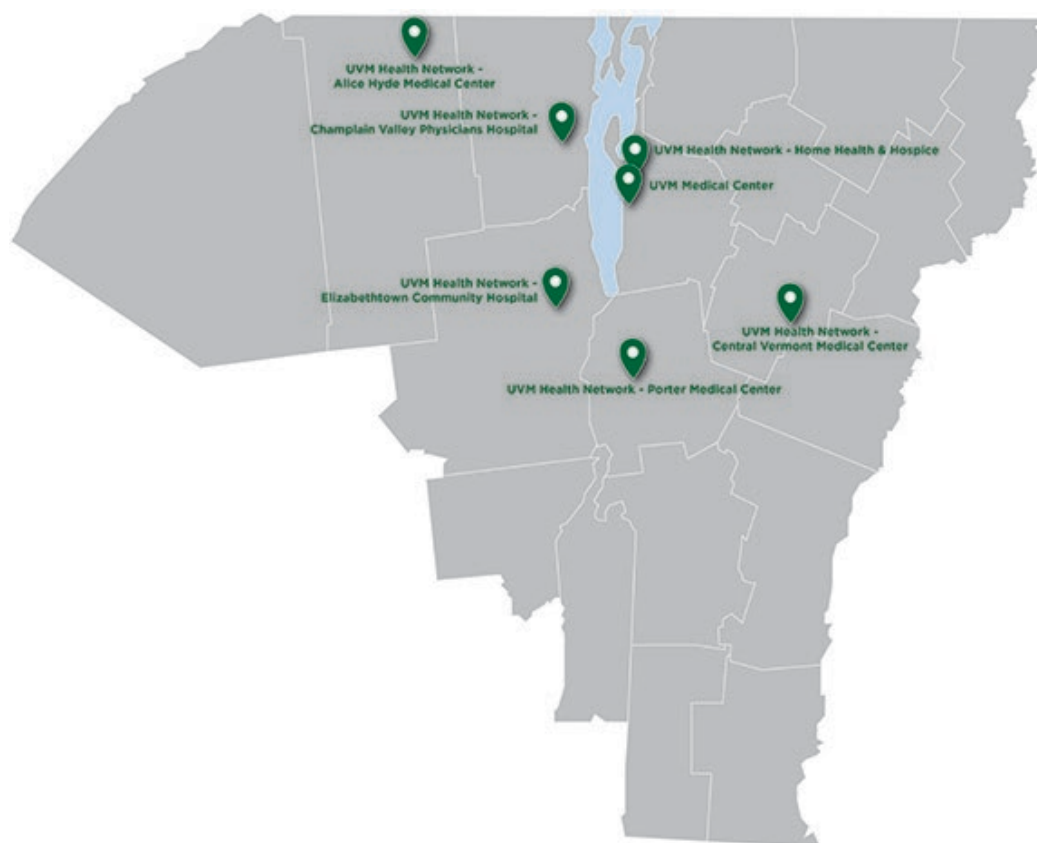 UVM Health Network -
Alice Hyde Medical Center
UVM Health Network -
Champlain Valley Physicians Hospital
UVM Health Network - Home Health & Hospice
UVM Medical Center
UVM Health Network -
Elizabethtown Community Hospital
UVM Health Network -
Central Vermont Medical Center
UVM Health Network - Porter Medical Center